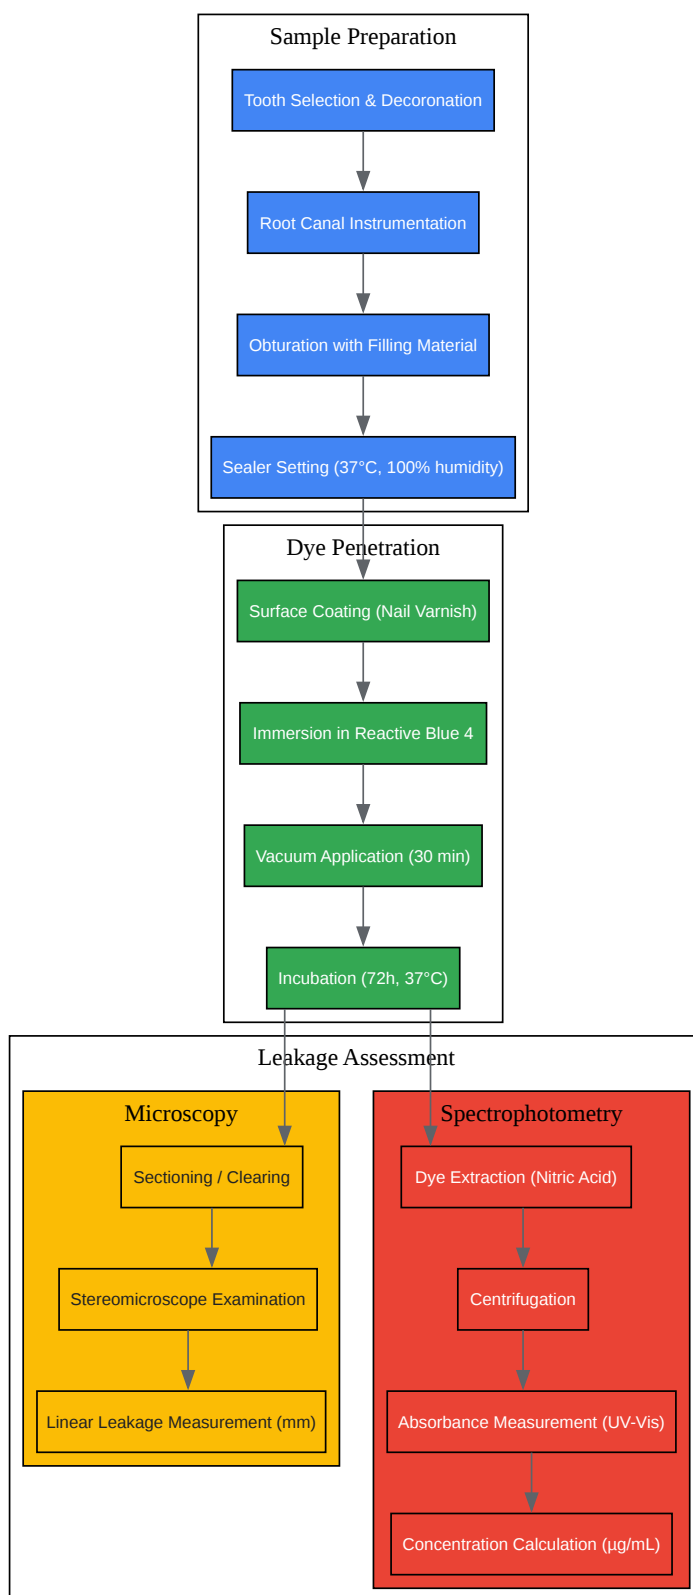 Sample Preparation
Tooth Selection & Decoronation
Root Canal Instrumentation
Obturation with Filling Material
Sealer Setting (37°C, 100% humidity)
Dye Penetration
Surface Coating (Nail Varnish)
Immersion in Reactive Blue 4
Vacuum Application (30 min)
Incubation (72h, 37°C)
Leakage Assessment
Microscopy
Sectioning / Clearing
Stereomicroscope Examination
Linear Leakage Measurement (mm)
Spectrophotometry
Dye Extraction (Nitric Acid)
Centrifugation
Absorbance Measurement (UV-Vis)
Concentration Calculation (µg/mL)